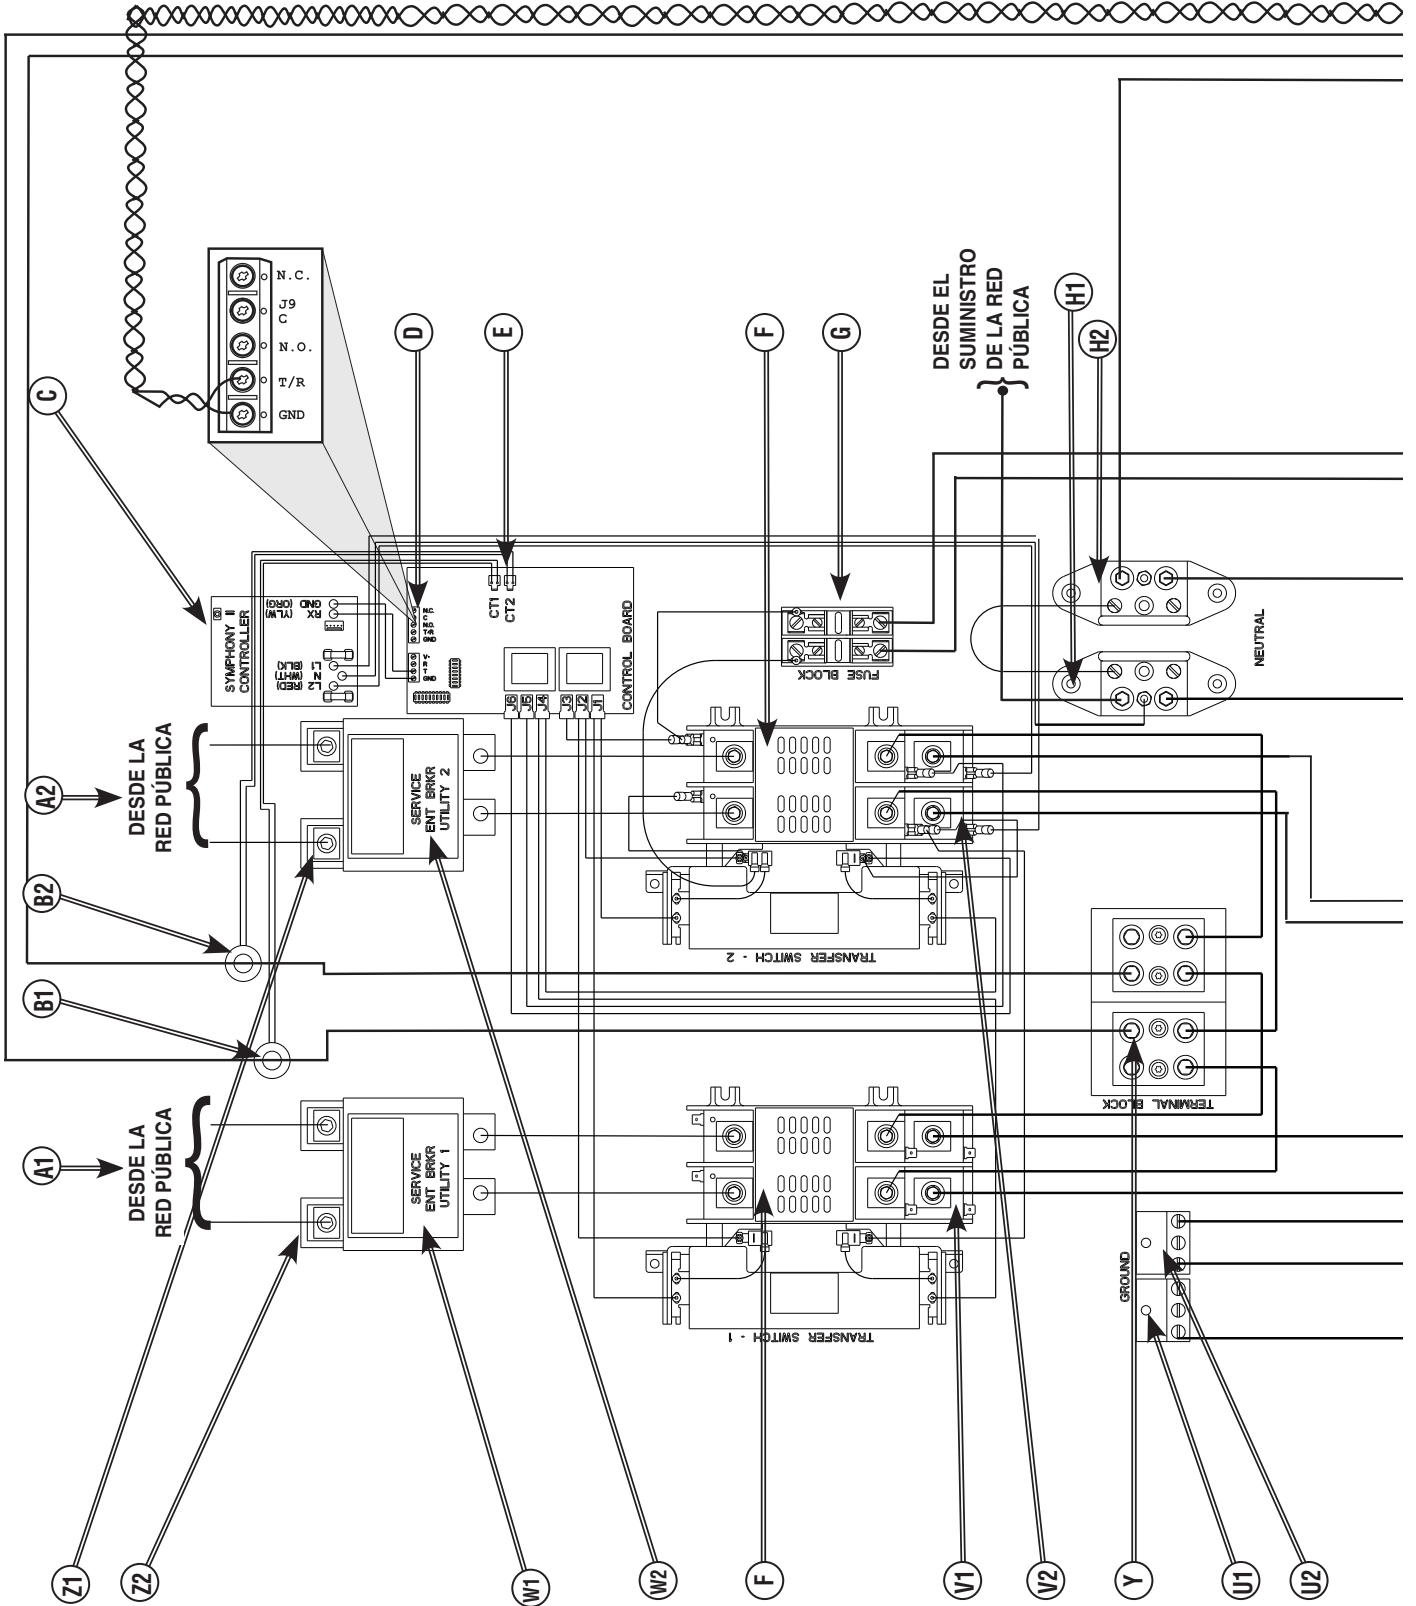 N.C.
J9
C
N.O.
T/R
GND
C
D
E
F
G
DESDE EL
SUMINISTRO
DE LA RED
PÚBLICA
H1
H2
SYMPHONY II
CONTROLLER
GND (ORG)
RX (YLW)
L1 (BLK)
N (WHT)
L2 (RED)
N.C.
C
N.O.
T/R
GND
V-
R
T
GND
CT1
CT2
J6
J5
J4
J3
J2
J1
CONTROL BOARD
FUSE BLOCK
NEUTRAL
A2
DESDE LA
RED PÚBLICA
SERVICE
ENT BRKR
UTILITY 2
B2
TRANSFER SWITCH - 2
B1
A1
DESDE LA
RED PÚBLICA
SERVICE
ENT BRKR
UTILITY 1
TERMINAL BLOCK
GROUND
TRANSFER SWITCH - 1
Z1
Z2
W1
W2
F
V1
V2
Y
U1
U2